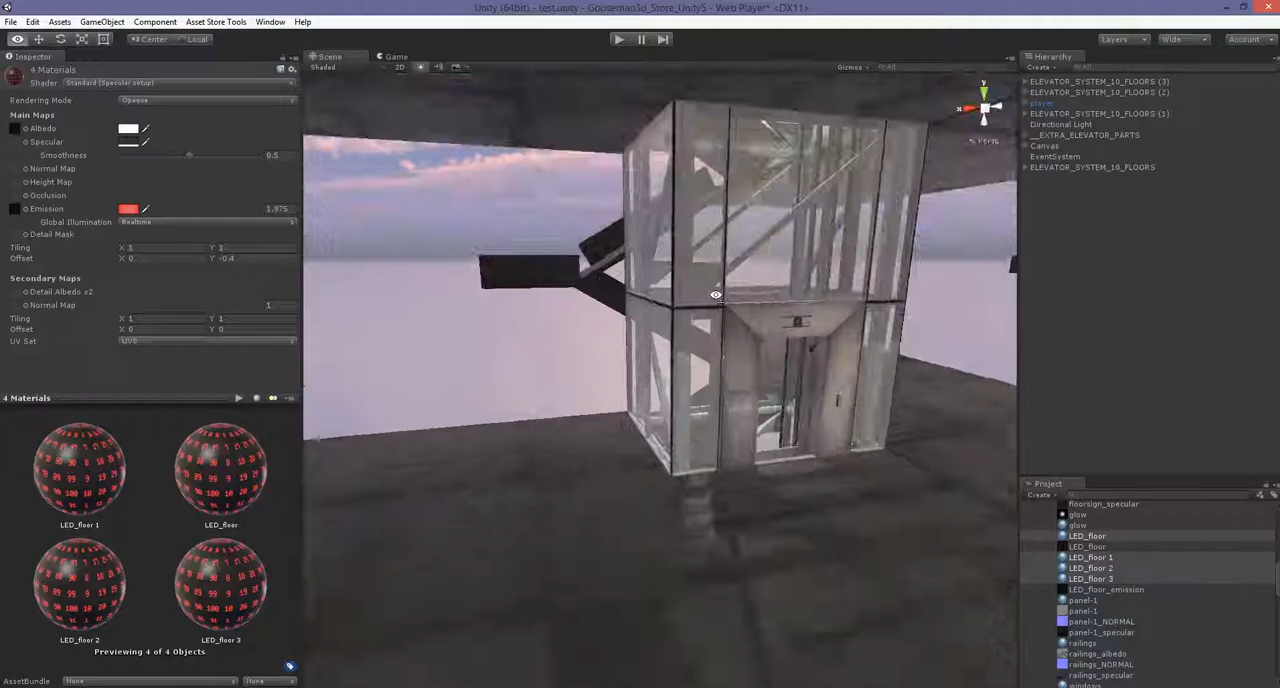 Unity (64bit) - test.unity - Gooseman3d_Store_Unity5 - Web Player* <DX11>
File Edit Assets GameObject Component Asset Store Tools Window Help
Center Local Layers Wide Account
Inspector Scene Game Hierarchy
4 Materials Shaded 2D Gizmos All Create All
Shader Standard (Specular setup)
Rendering Mode Opaque
Main Maps
Albedo
Specular
Smoothness 0.5
Normal Map
Height Map
Occlusion
Emission 1.975
Global Illumination Realtime
Detail Mask
Tiling X 1 Y 1
Offset X 0 Y -0.4
Secondary Maps
Detail Albedo x2
Normal Map 1
Tiling X 1 Y 1
Offset X 0 Y 0
UV Set UV0
4 Materials
LED_floor 1 LED_floor
LED_floor 2 LED_floor 3
Previewing 4 of 4 Objects
AssetBundle None None
y
x
Persp
ELEVATOR_SYSTEM_10_FLOORS (3)
ELEVATOR_SYSTEM_10_FLOORS (2)
player
ELEVATOR_SYSTEM_10_FLOORS (1)
Directional Light
__EXTRA_ELEVATOR_PARTS
Canvas
EventSystem
ELEVATOR_SYSTEM_10_FLOORS
Project
Create
floorsign_specular
glow
glow
LED_floor
LED_floor
LED_floor 1
LED_floor 2
LED_floor 3
LED_floor_emission
panel-1
panel-1
panel-1_NORMAL
panel-1_specular
railings
railings_albedo
railings_NORMAL
railings_specular
windows